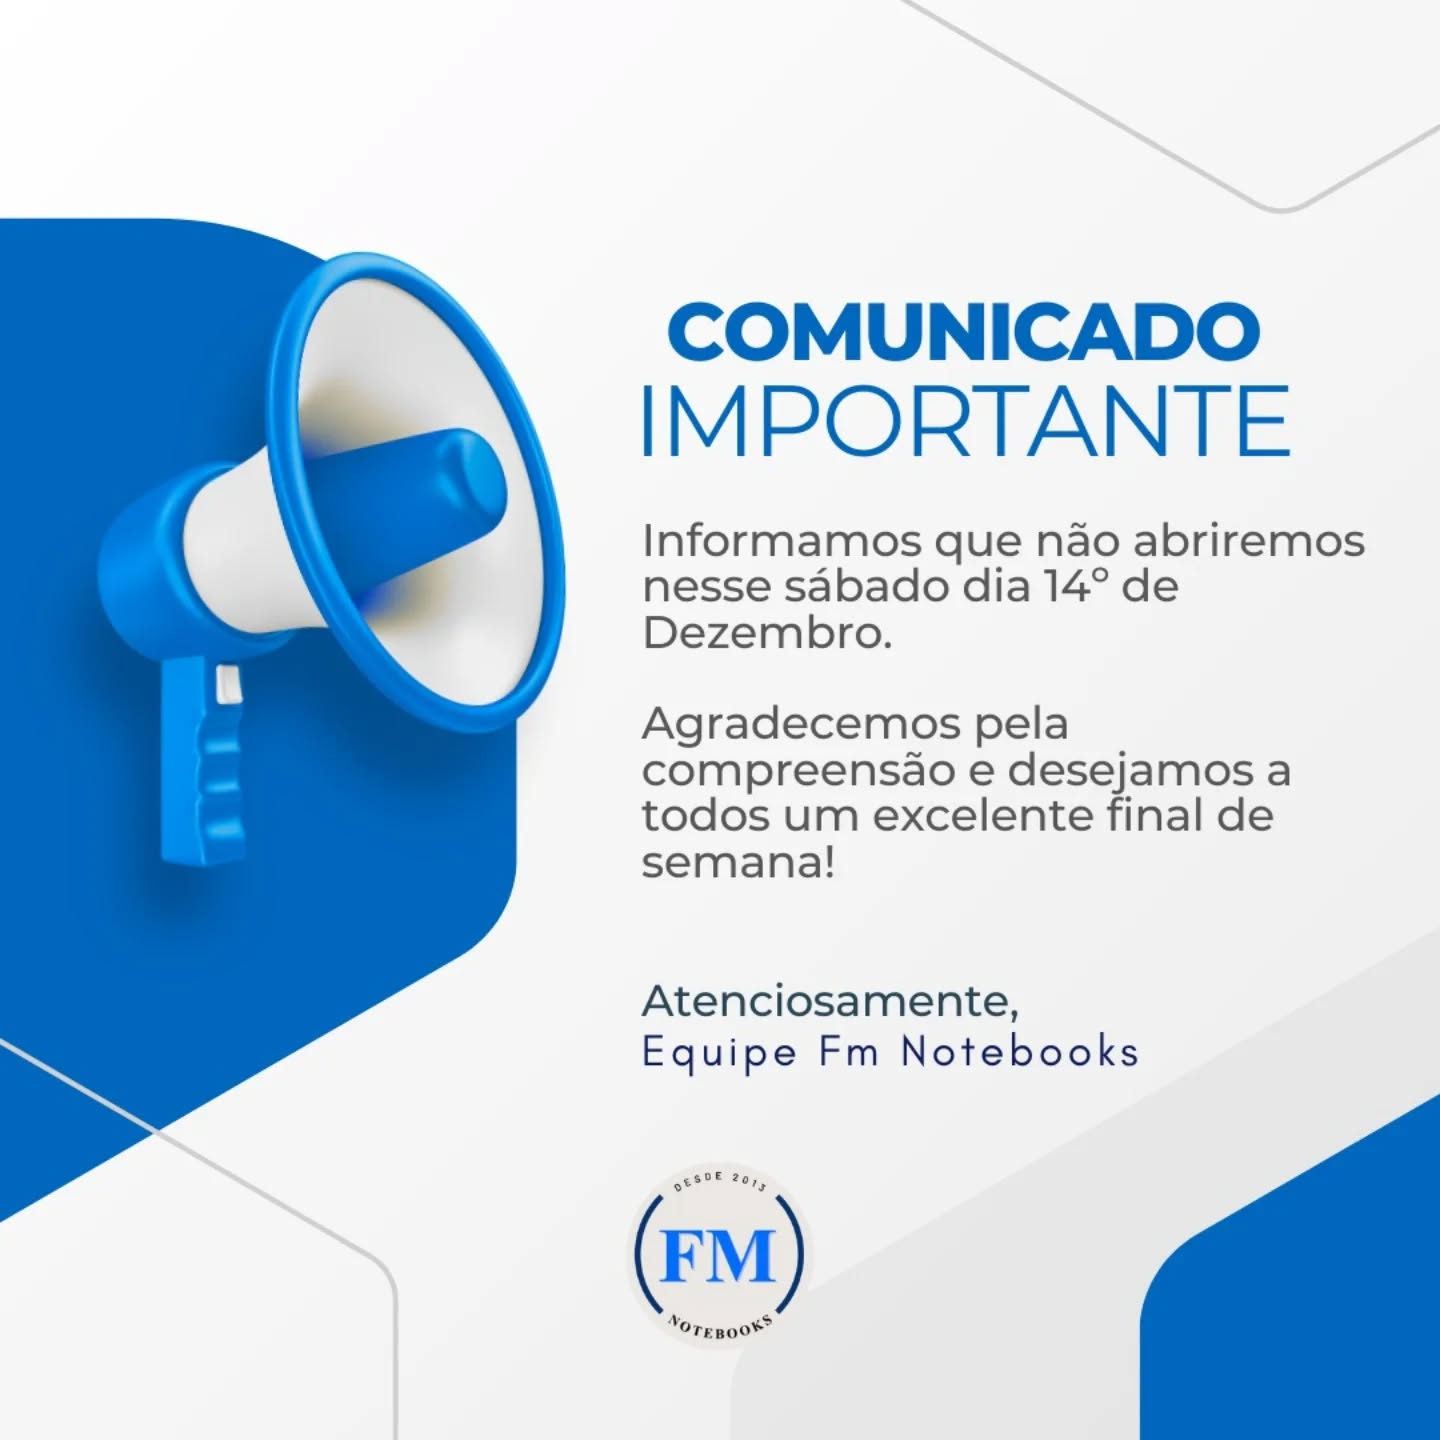 COMUNICADO
IMPORTANTE
Informamos que não abriremos
nesse sábado dia 14º de
Dezembro.
Agradecemos pela
compreensão e desejamos a
todos um excelente final de
semana!
Atenciosamente,
Equipe Fm Notebooks
DESDE 2013
FM
NOTEBOOKS